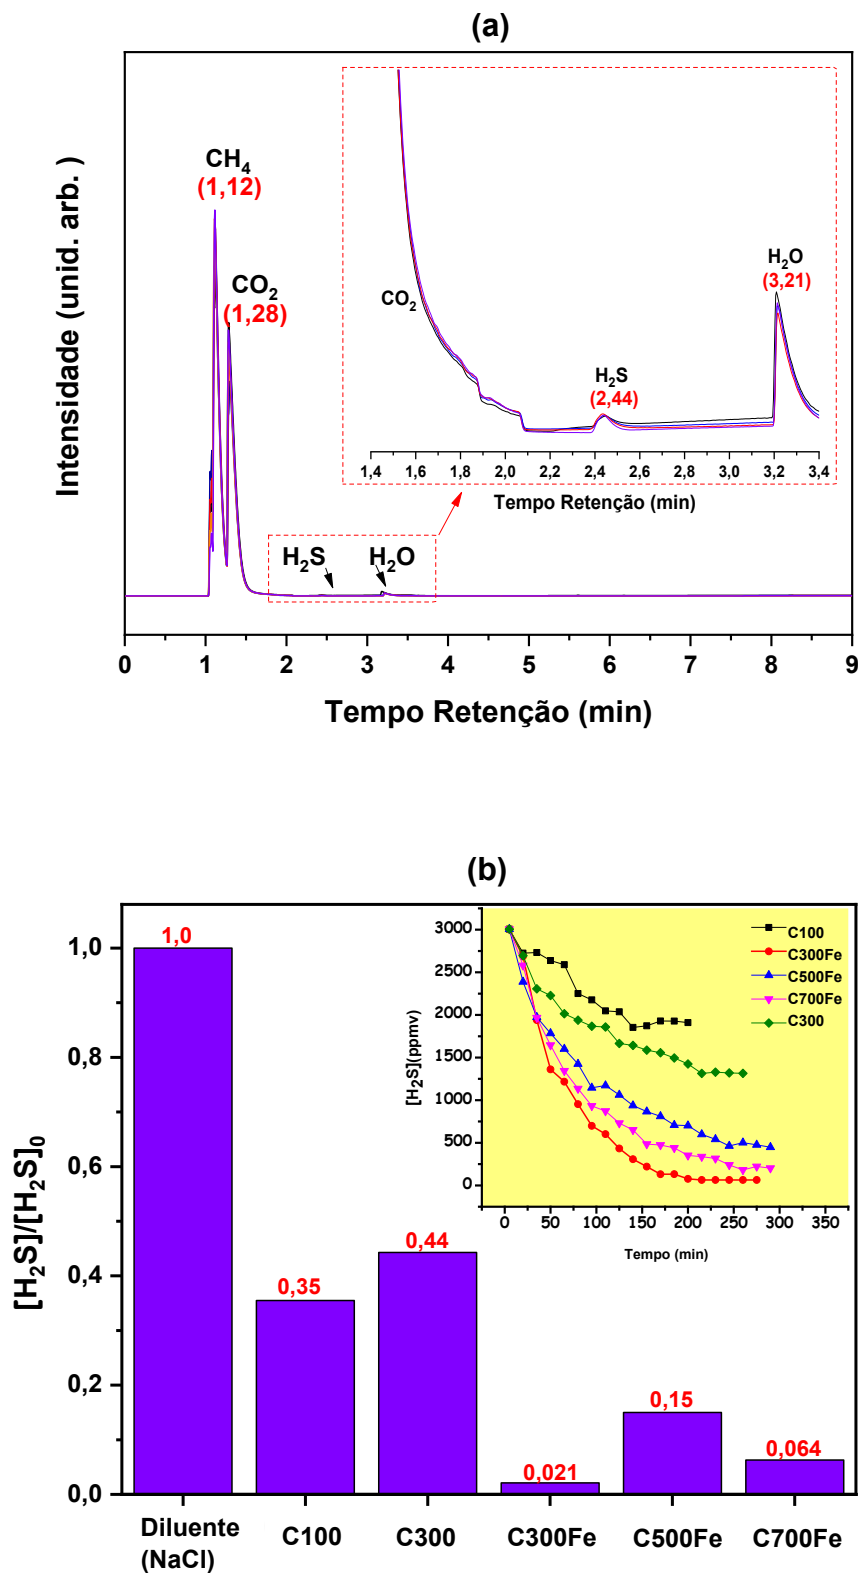 (a)
Intensidade (unid. arb. )
CH4
(1,12)
CO2
(1,28)
CO2
H2S
(2,44)
H2O
(3,21)
1,4 1,6 1,8 2,0 2,2 2,4 2,6 2,8 3,0 3,2 3,4
Tempo Retenção (min)
H2S
H2O
0 1 2 3 4 5 6 7 8 9
Tempo Retenção (min)
(b)
[H2S]/[H2S]0
1,0
0,8
0,6
0,4
0,2
0,0
1,0
0,35
0,44
0,021
0,15
0,064
Diluente
(NaCl)
C100
C300
C300Fe
C500Fe
C700Fe
[H2S](ppmv)
3000
2500
2000
1500
1000
500
0
C100
C300Fe
C500Fe
C700Fe
C300
0 50 100 150 200 250 300 350
Tempo (min)